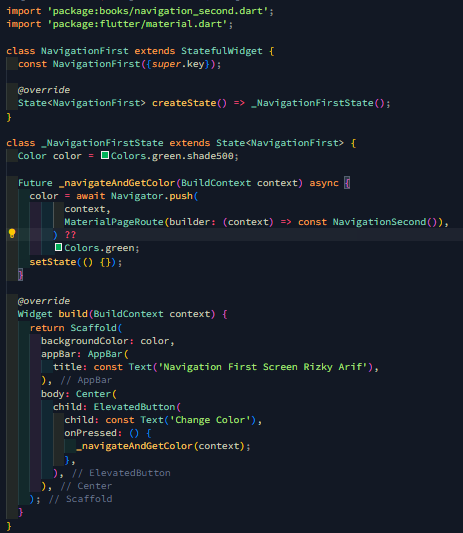 import 'package:books/navigation_second.dart';
import 'package:flutter/material.dart';

class NavigationFirst extends StatefulWidget {
  const NavigationFirst({super.key});

  @override
  State<NavigationFirst> createState() => _NavigationFirstState();
}

class _NavigationFirstState extends State<NavigationFirst> {
  Color color = Colors.green.shade500;

  Future _navigateAndGetColor(BuildContext context) async {
    color = await Navigator.push(
          context,
          MaterialPageRoute(builder: (context) => const NavigationSecond()),
        ) ??
        Colors.green;
    setState(() {});
  }

  @override
  Widget build(BuildContext context) {
    return Scaffold(
      backgroundColor: color,
      appBar: AppBar(
        title: const Text('Navigation First Screen Rizky Arif'),
      ), // AppBar
      body: Center(
        child: ElevatedButton(
          child: const Text('Change Color'),
          onPressed: () {
            _navigateAndGetColor(context);
          },
        ), // ElevatedButton
      ), // Center
    ); // Scaffold
  }
}